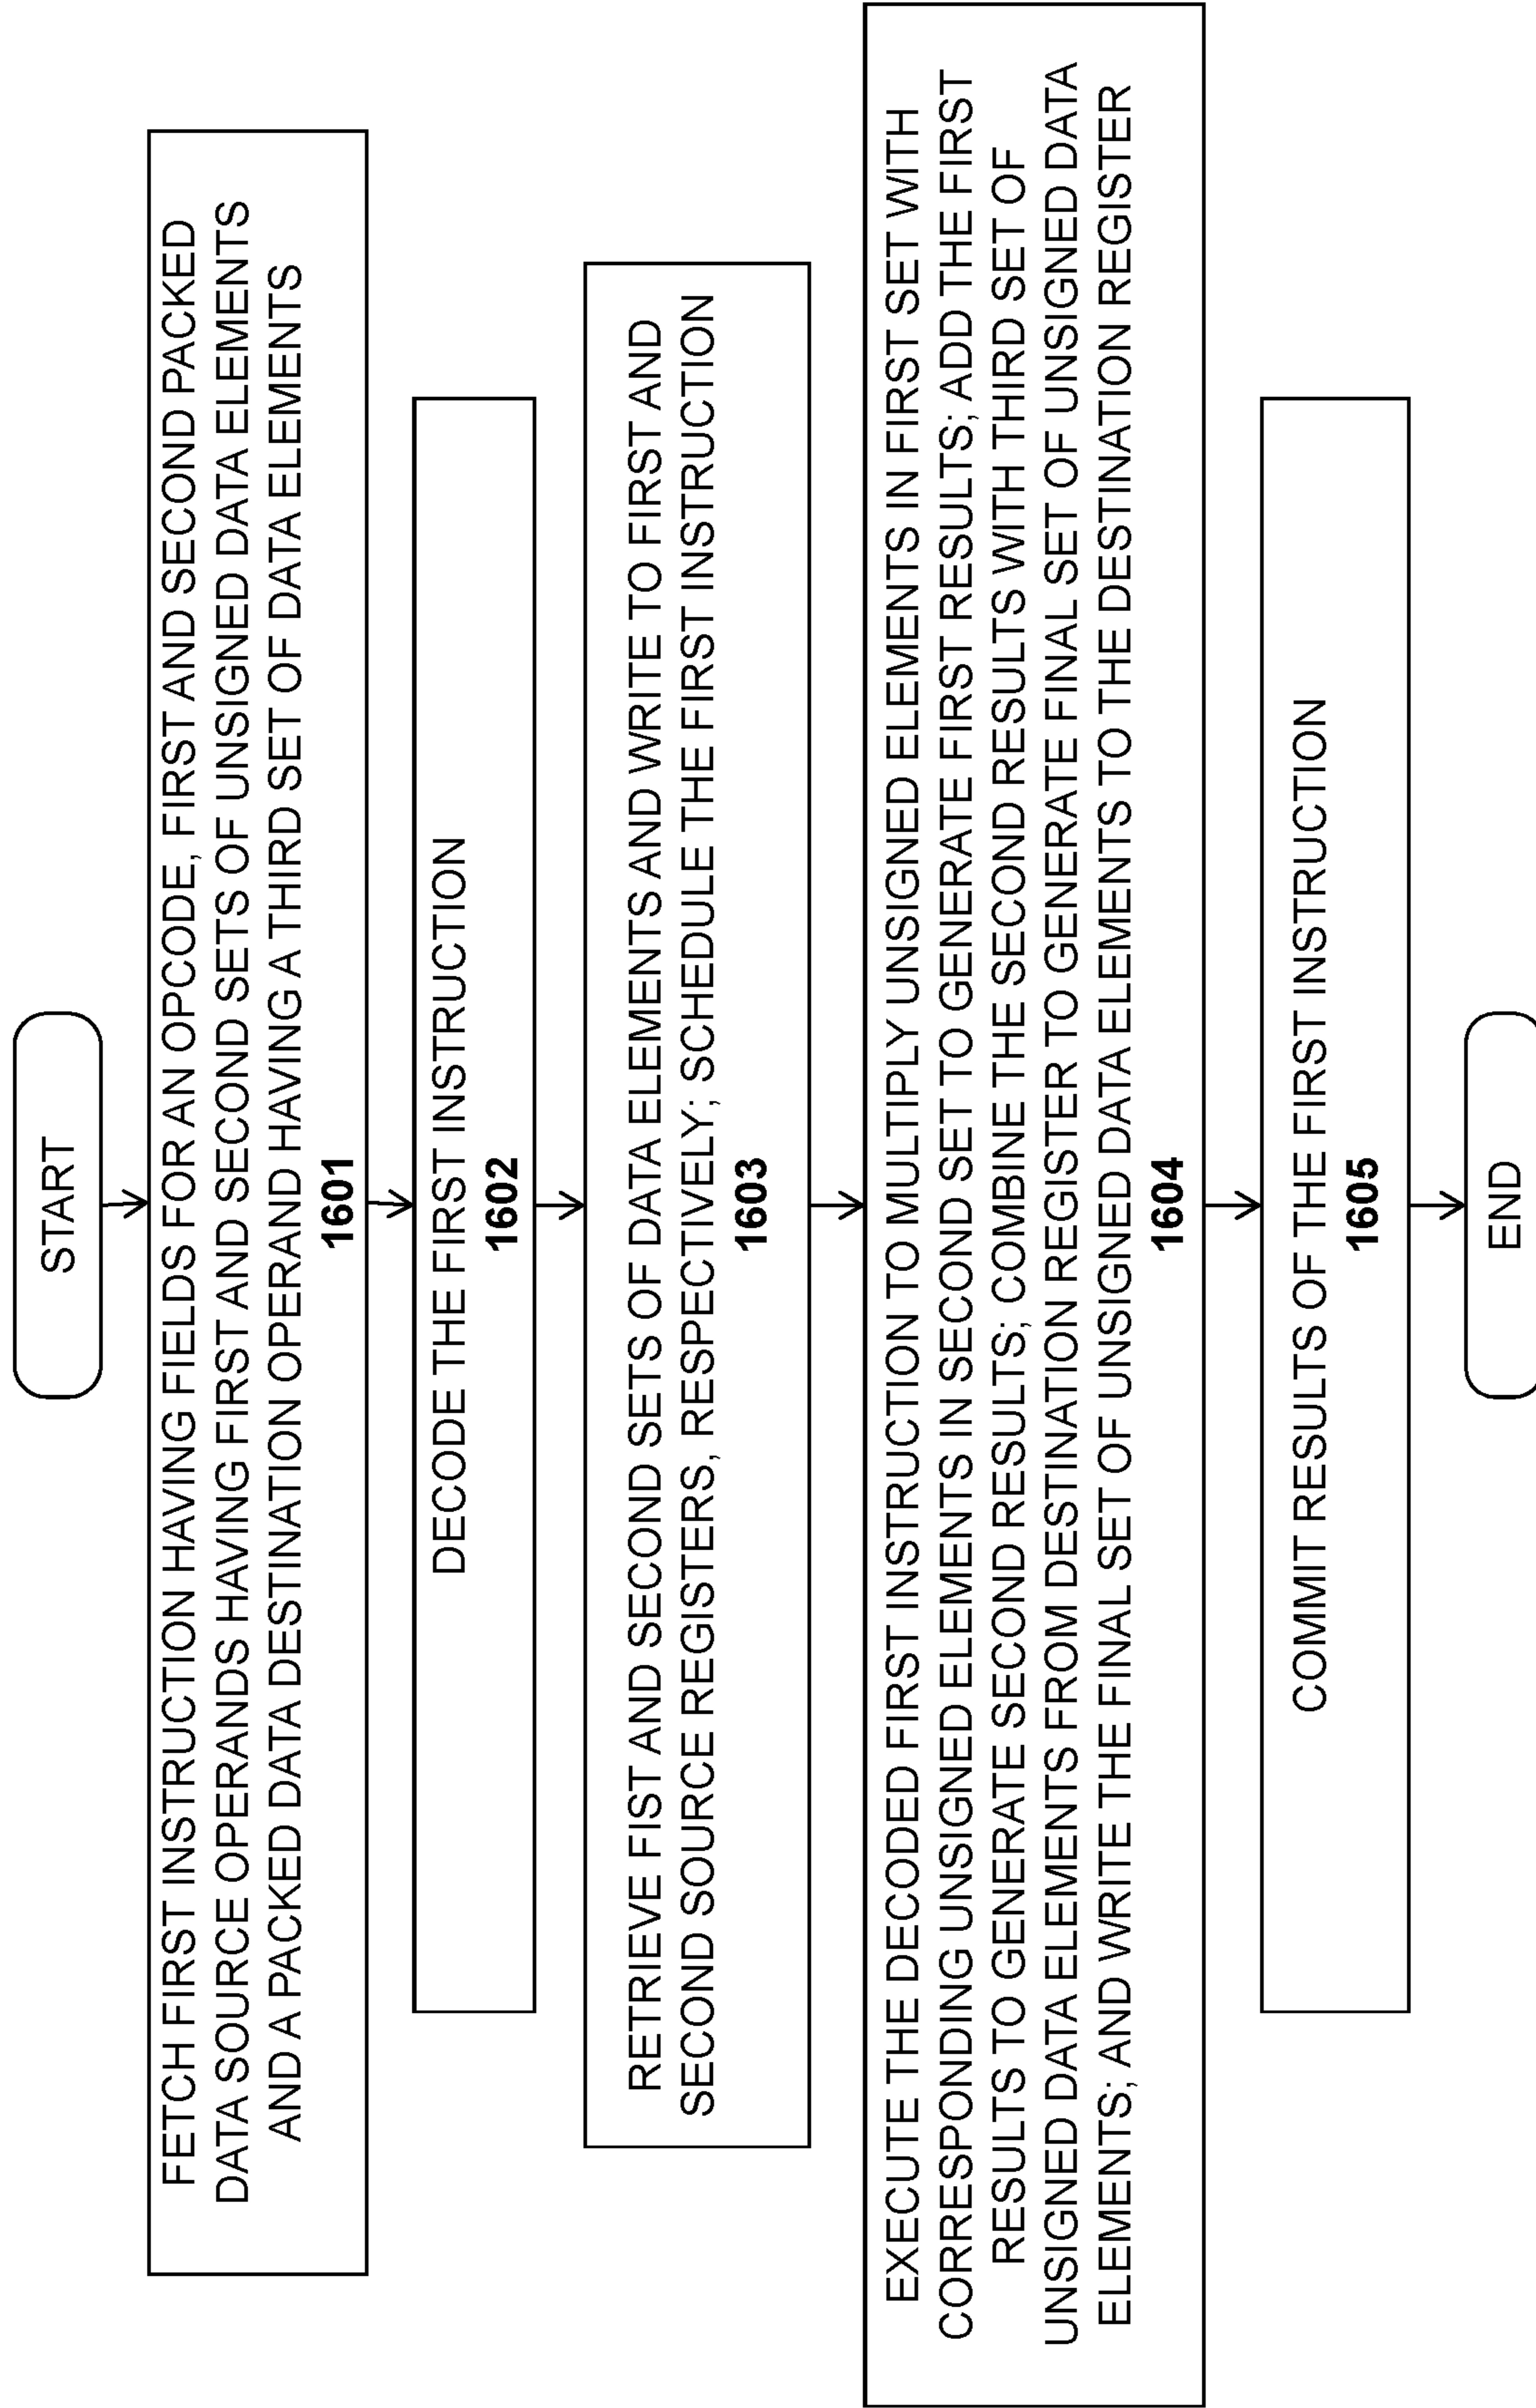 START
FETCH FIRST INSTRUCTION HAVING FIELDS FOR AN OPCODE, FIRST AND SECOND PACKED
DATA SOURCE OPERANDS HAVING FIRST AND SECOND SETS OF UNSIGNED DATA ELEMENTS
AND A PACKED DATA DESTINATION OPERAND HAVING A THIRD SET OF DATA ELEMENTS
1601
DECODE THE FIRST INSTRUCTION
1602
RETRIEVE FIST AND SECOND SETS OF DATA ELEMENTS AND WRITE TO FIRST AND
SECOND SOURCE REGISTERS, RESPECTIVELY; SCHEDULE THE FIRST INSTRUCTION
1603
EXECUTE THE DECODED FIRST INSTRUCTION TO MULTIPLY UNSIGNED ELEMENTS IN FIRST SET WITH
CORRESPONDING UNSIGNED ELEMENTS IN SECOND SET TO GENERATE FIRST RESULTS; ADD THE FIRST
RESULTS TO GENERATE SECOND RESULTS; COMBINE THE SECOND RESULTS WITH THIRD SET OF
UNSIGNED DATA ELEMENTS FROM DESTINATION REGISTER TO GENERATE FINAL SET OF UNSIGNED DATA
ELEMENTS; AND WRITE THE FINAL SET OF UNSIGNED DATA ELEMENTS TO THE DESTINATION REGISTER
1604
COMMIT RESULTS OF THE FIRST INSTRUCTION
1605
END